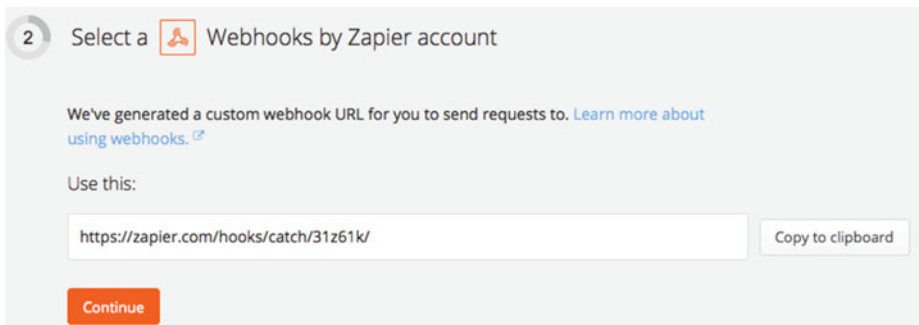 2 Select a Webhooks by Zapier account
We've generated a custom webhook URL for you to send requests to. Learn more about
using webhooks.
Use this:
https://zapier.com/hooks/catch/31z61k/ Copy to clipboard
Continue